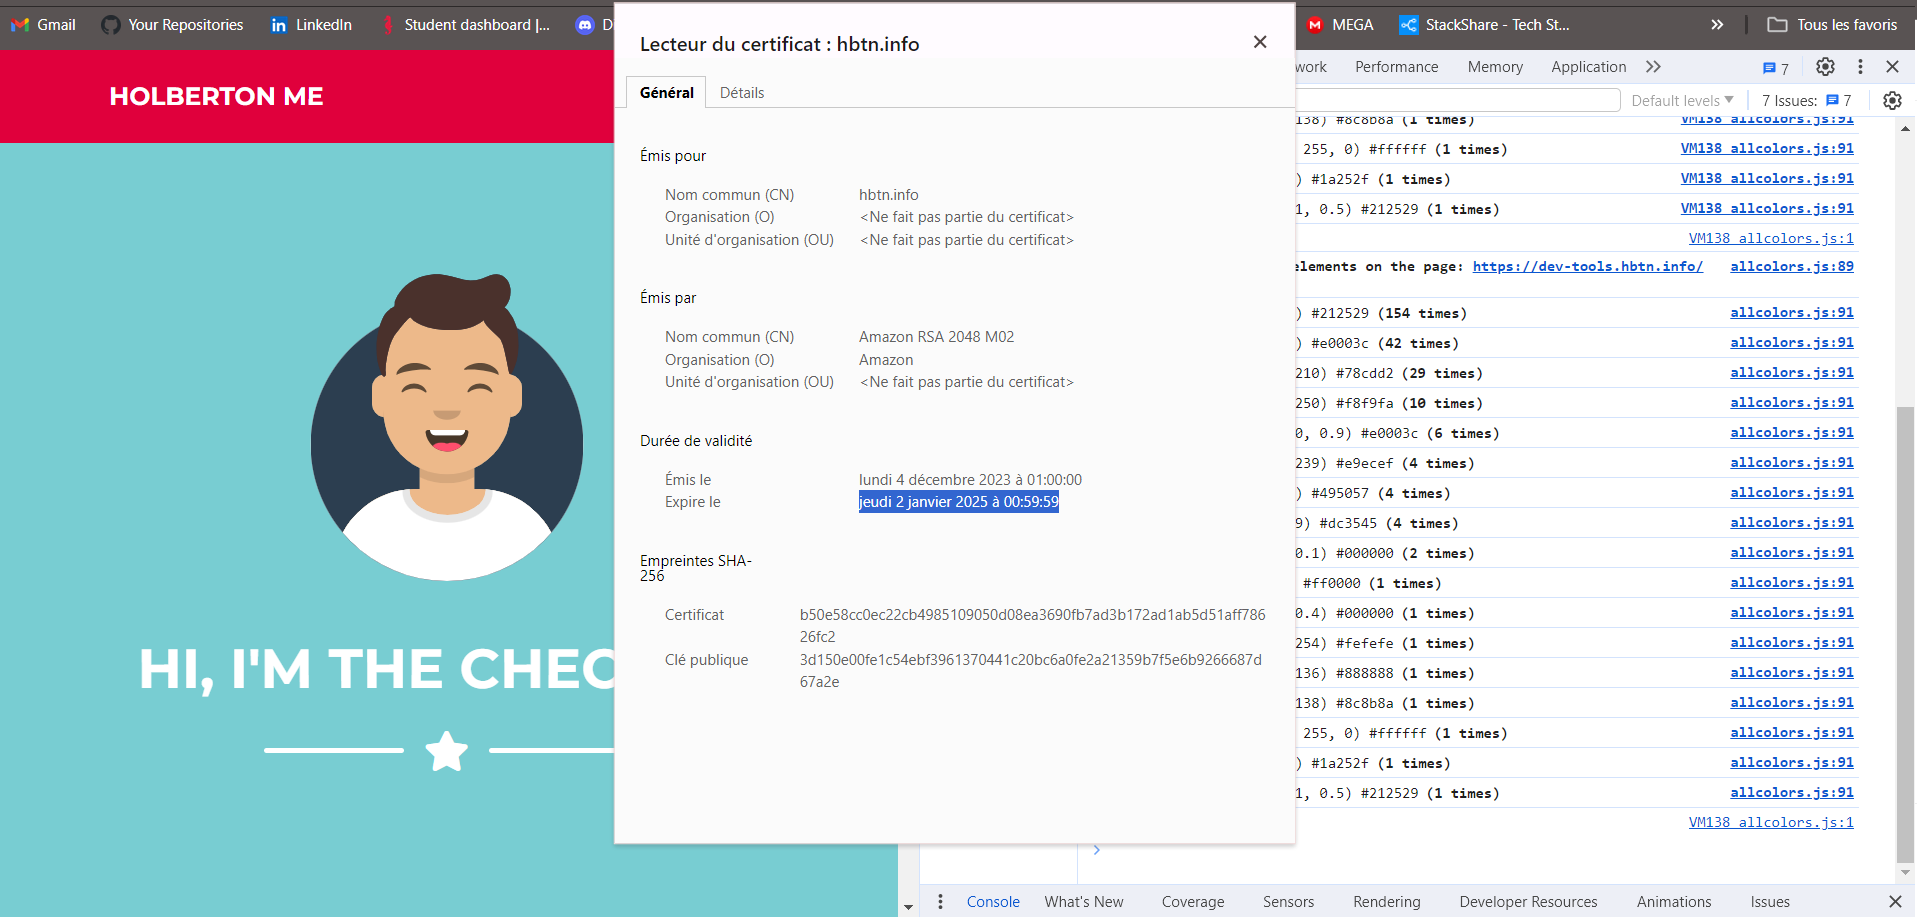 Gmail Your Repositories LinkedIn Student dashboard |... D MEGA StackShare - Tech St... Tous les favoris
HOLBERTON ME
HI, I'M THE CHEC
Lecteur du certificat : hbtn.info
Général Détails
Émis pour
Nom commun (CN) hbtn.info
Organisation (O) <Ne fait pas partie du certificat>
Unité d'organisation (OU) <Ne fait pas partie du certificat>
Émis par
Nom commun (CN) Amazon RSA 2048 M02
Organisation (O) Amazon
Unité d'organisation (OU) <Ne fait pas partie du certificat>
Durée de validité
Émis le lundi 4 décembre 2023 à 01:00:00
Expire le jeudi 2 janvier 2025 à 00:59:59
Empreintes SHA-
256
Certificat b50e58cc0ec22cb4985109050d08ea3690fb7ad3b172ad1ab5d51aff786
26fc2
Clé publique 3d150e00fe1c54ebf3961370441c20bc6a0fe2a21359b7f5e6b9266687d
67a2e
work Performance Memory Application 7
Default levels 7 Issues: 7
138) #8c8b8a (1 times) VM138 allcolors.js:91
255, 0) #ffffff (1 times) VM138 allcolors.js:91
) #1a252f (1 times) VM138 allcolors.js:91
1, 0.5) #212529 (1 times) VM138 allcolors.js:91
VM138 allcolors.js:1
elements on the page: https://dev-tools.hbtn.info/ allcolors.js:89
) #212529 (154 times) allcolors.js:91
) #e0003c (42 times) allcolors.js:91
210) #78cdd2 (29 times) allcolors.js:91
250) #f8f9fa (10 times) allcolors.js:91
0, 0.9) #e0003c (6 times) allcolors.js:91
239) #e9ecef (4 times) allcolors.js:91
) #495057 (4 times) allcolors.js:91
9) #dc3545 (4 times) allcolors.js:91
0.1) #000000 (2 times) allcolors.js:91
#ff0000 (1 times) allcolors.js:91
0.4) #000000 (1 times) allcolors.js:91
254) #fefefe (1 times) allcolors.js:91
136) #888888 (1 times) allcolors.js:91
138) #8c8b8a (1 times) allcolors.js:91
255, 0) #ffffff (1 times) allcolors.js:91
) #1a252f (1 times) allcolors.js:91
1, 0.5) #212529 (1 times) allcolors.js:91
VM138 allcolors.js:1
Console What's New Coverage Sensors Rendering Developer Resources Animations Issues